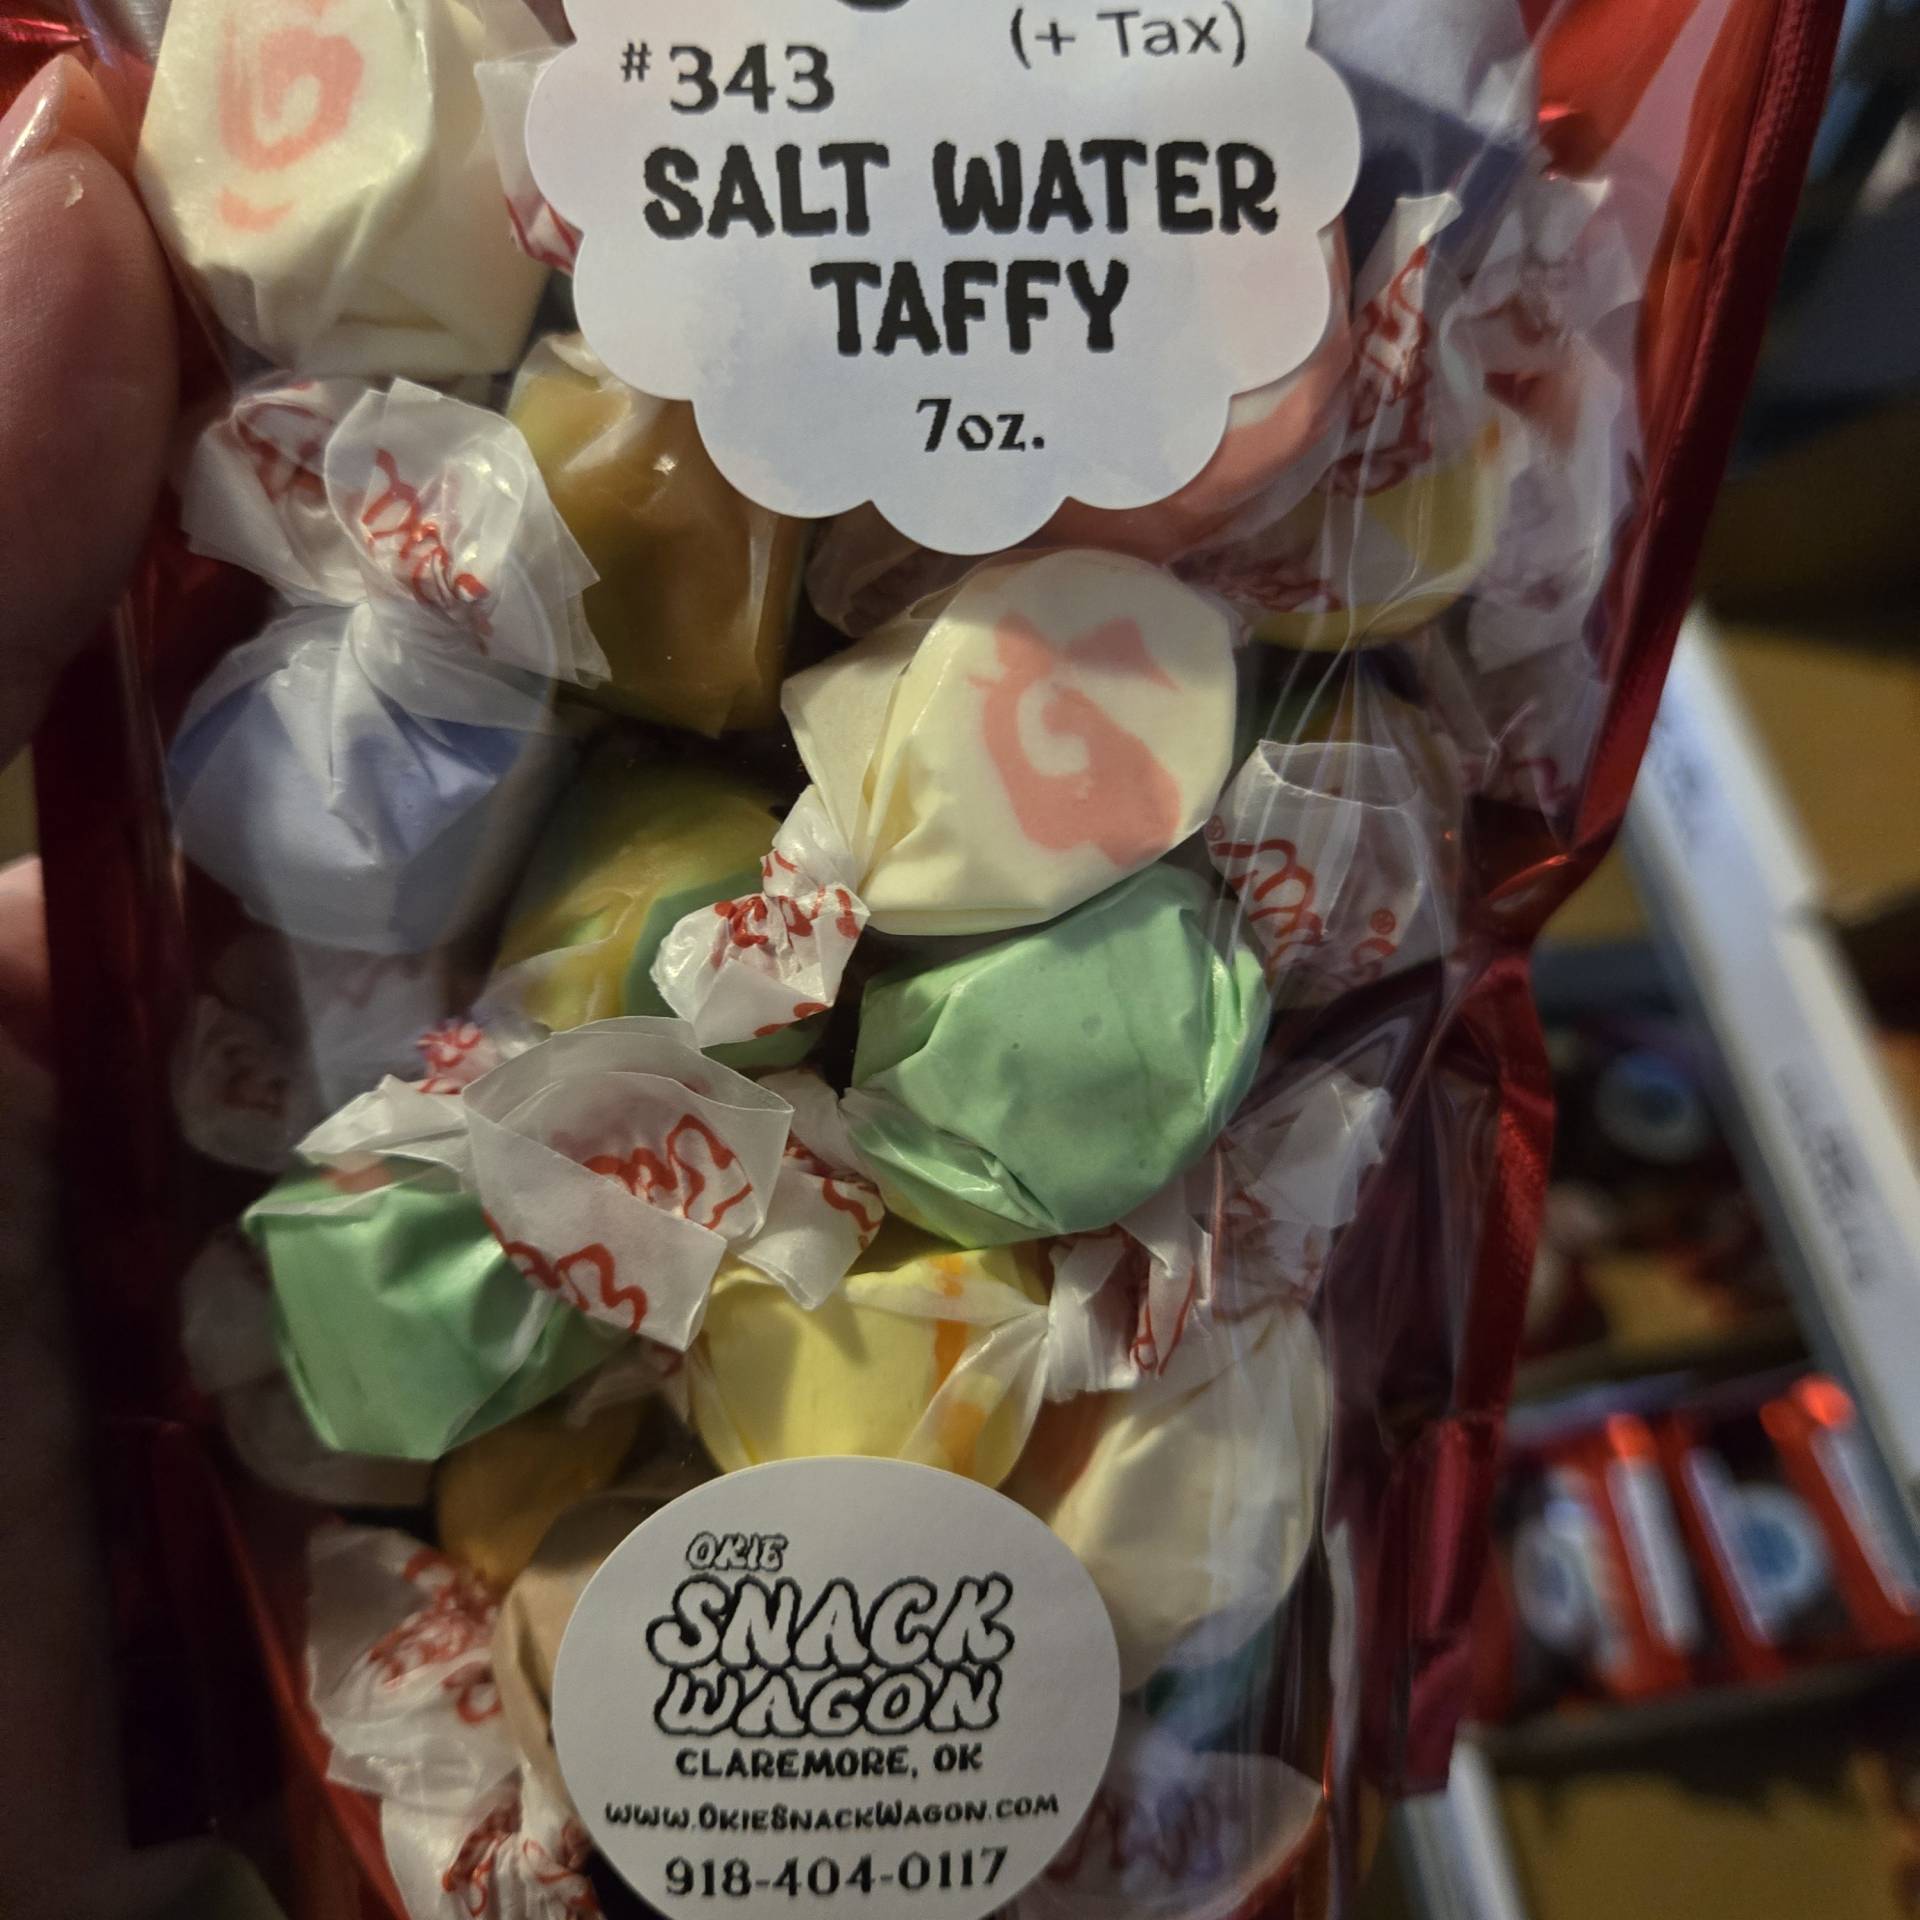 (+ Tax)
#343
SALT WATER
TAFFY
7oz.
OKIE
SNACK
WAGON
CLAREMORE, OK
WWW.OKIESNACKWAGON.COM
918-404-0117